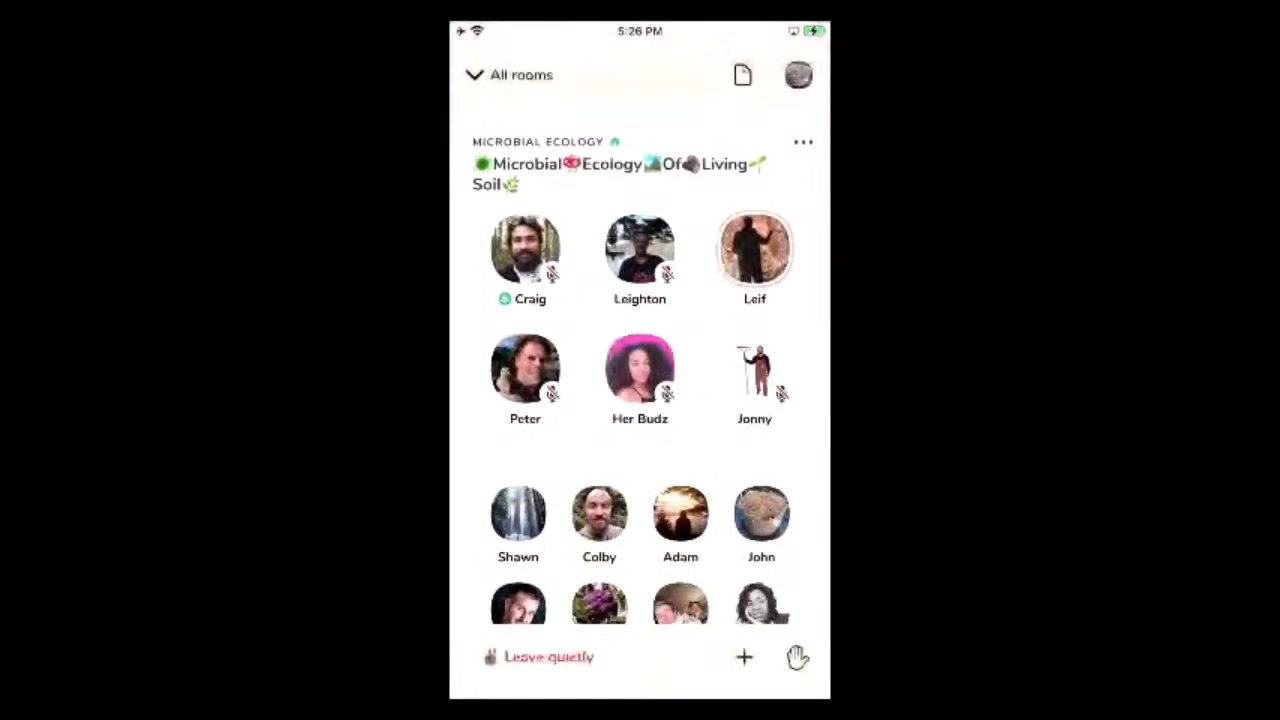 5:26 PM
All rooms
MICROBIAL ECOLOGY
Microbial Ecology Of Living
Soil
Craig Leighton Leif
Peter Her Budz Jonny
Shawn Colby Adam John
Leave quietly